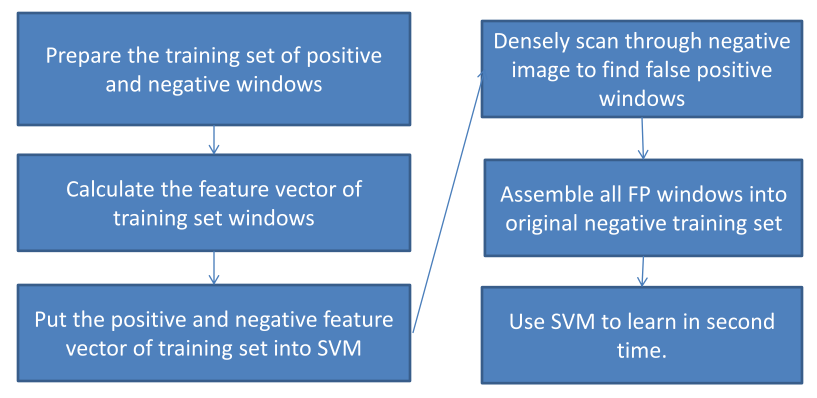 Prepare the training set of positive
and negative windows
Calculate the feature vector of
training set windows
Put the positive and negative feature
vector of training set into SVM
Densely scan through negative
image to find false positive
windows
Assemble all FP windows into
original negative training set
Use SVM to learn in second
time.